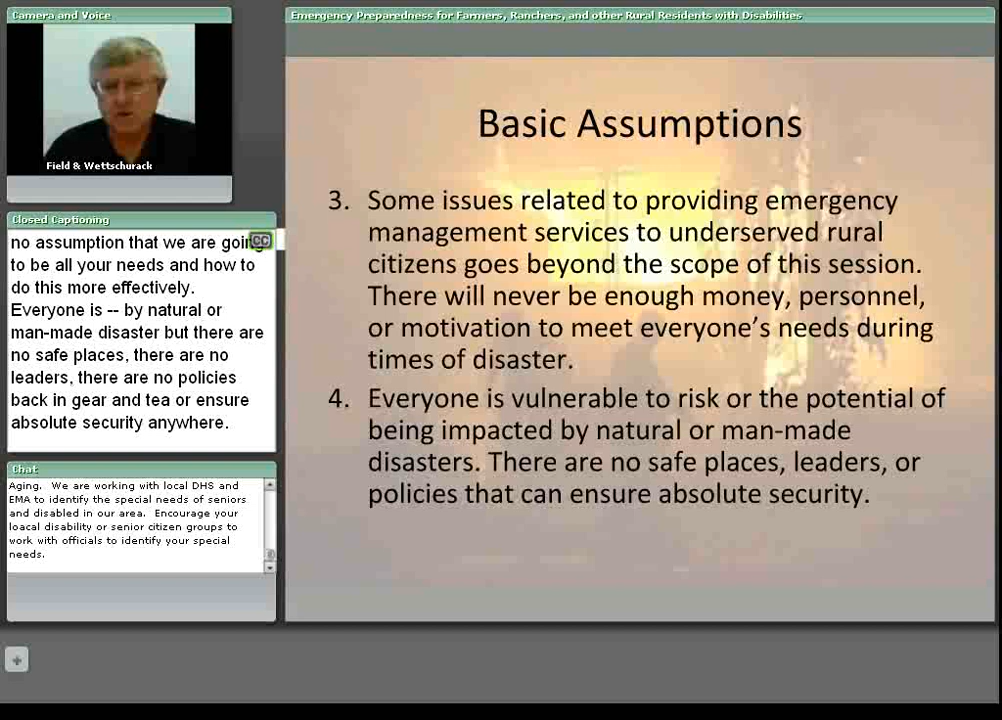 Camera and Voice
Field & Wettschurack
Closed Captioning
no assumption that we are going
CC
to be all your needs and how to
do this more effectively.
Everyone is -- by natural or
man-made disaster but there are
no safe places, there are no
leaders, there are no policies
back in gear and tea or ensure
absolute security anywhere.
Chat
Aging. We are working with local DHS and
EMA to identify the special needs of seniors
and disabled in our area. Encourage your
loacal disability or senior citizen groups to
work with officials to identify your special
needs.
Emergency Preparedness for Farmers, Ranchers, and other Rural Residents with Disabilities
Basic Assumptions
3. Some issues related to providing emergency
management services to underserved rural
citizens goes beyond the scope of this session.
There will never be enough money, personnel,
or motivation to meet everyone’s needs during
times of disaster.
4. Everyone is vulnerable to risk or the potential of
being impacted by natural or man-made
disasters. There are no safe places, leaders, or
policies that can ensure absolute security.